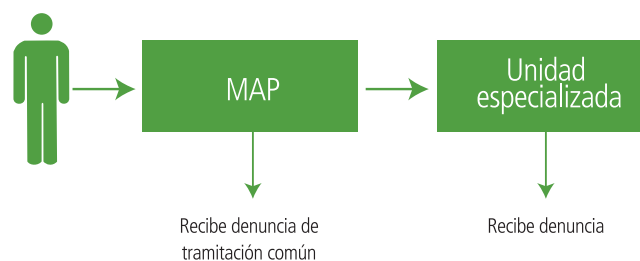 MAP
Unidad
especializada
Recibe denuncia de
tramitación común
Recibe denuncia